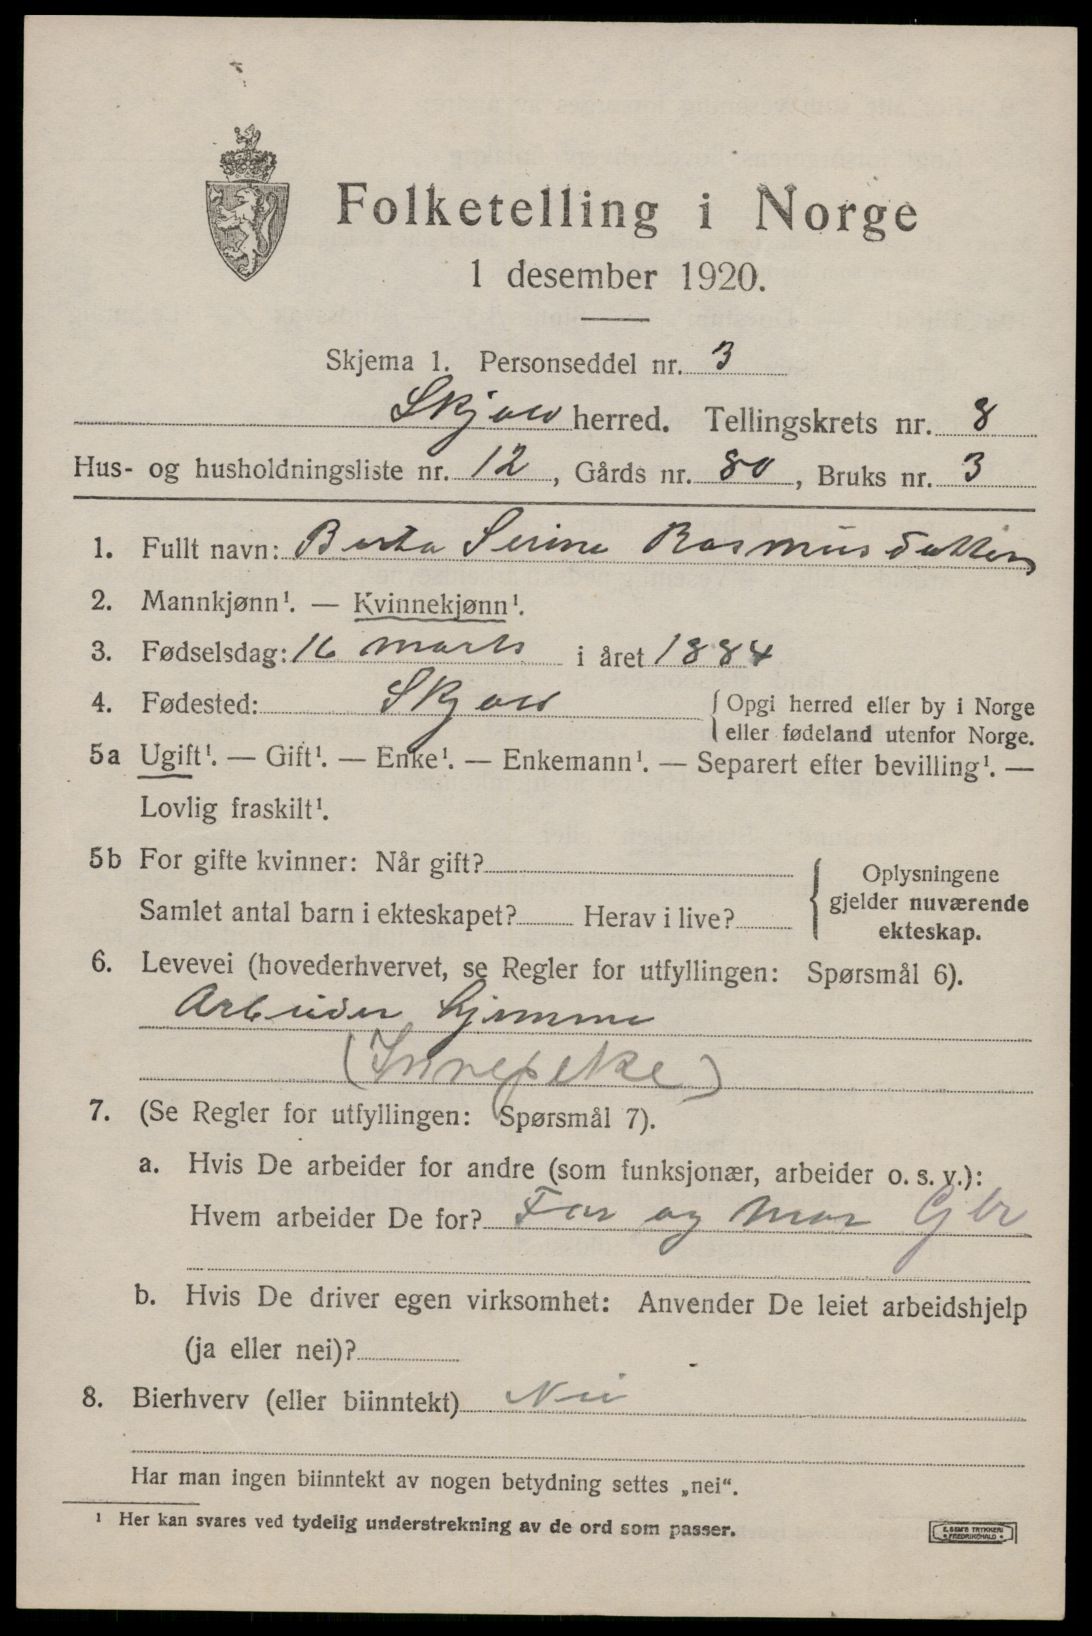 Folketelling i Norge
1 desember 1920.
Skjema 1. Personseddel nr. 3
Skjold herred. Tellingskrets nr. 8
Hus- og husholdningsliste nr. 12, Gårds nr. 80, Bruks nr. 3
1. Fullt navn: Berta Serine Rasmusdatter
2. Mannkjønn¹. — Kvinnekjønn¹.
3. Fødselsdag: 16 marts i året 1884
4. Fødested: Skjold { Opgi herred eller by i Norge
eller fødeland utenfor Norge.
5a Ugift¹. — Gift¹. — Enke¹. — Enkemann¹. — Separert efter bevilling¹. —
Lovlig fraskilt¹.
5b For gifte kvinner: Når gift?
Samlet antal barn i ekteskapet? Herav i live?
{ Oplysningene
gjelder nuværende
ekteskap.
6. Levevei (hovederhvervet, se Regler for utfyllingen: Spørsmål 6).
Arbeider hjemme
(Innepike)
7. (Se Regler for utfyllingen: Spørsmål 7).
a. Hvis De arbeider for andre (som funksjonær, arbeider o. s. v.):
Hvem arbeider De for? Far og Mor Gbr
b. Hvis De driver egen virksomhet: Anvender De leiet arbeidshjelp
(ja eller nei)?
8. Bierhverv (eller biinntekt) Nei
Har man ingen biinntekt av nogen betydning settes „nei“.
¹ Her kan svares ved tydelig understrekning av de ord som passer.
E. SEM'S TRYKKERI
FREDRIKSHALD